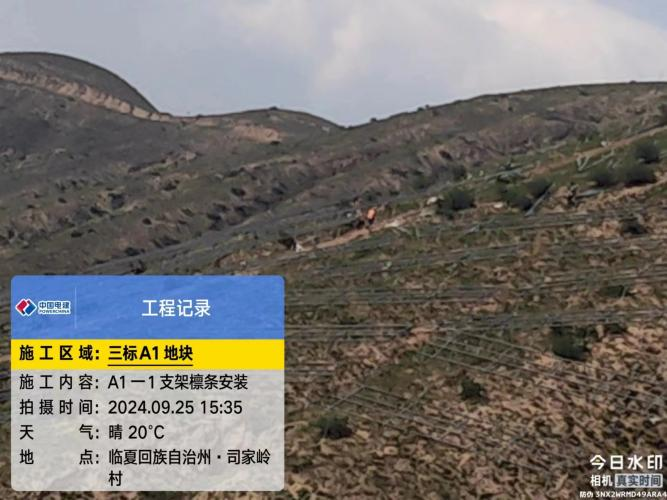 中国电建
POWERCHINA
工程记录
施工区域：三标A1地块
施工内容：A1一1支架檩条安装
拍摄时间：2024.09.25 15:35
天 气：晴 20°C
地 点：临夏回族自治州·司家岭
村
今日水印
相机 真实时间
防伪 3NX2WRMD49ARA4